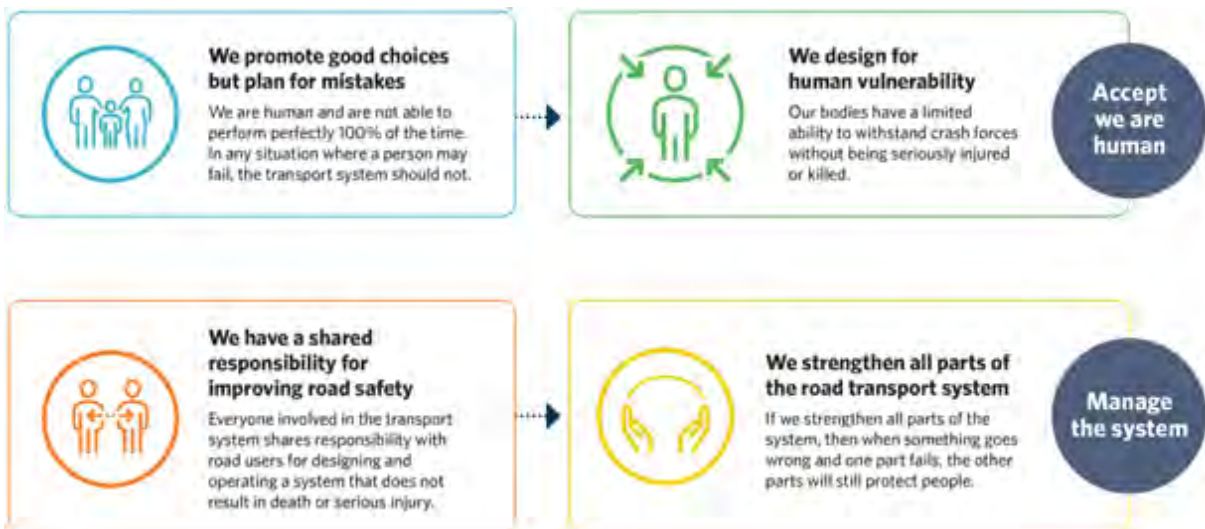 We promote good choices
but plan for mistakes
We are human and are not able to
perform perfectly 100% of the time.
In any situation where a person may
fail, the transport system should not.
We design for
human vulnerability
Our bodies have a limited
ability to withstand crash forces
without being seriously injured
or killed.
Accept
we are
human
We have a shared
responsibility for
improving road safety
Everyone involved in the transport
system shares responsibility with
road users for designing and
operating a system that does not
result in death or serious injury.
We strengthen all parts of
the road transport system
If we strengthen all parts of the
system, then when something goes
wrong and one part fails, the other
parts will still protect people.
Manage
the system